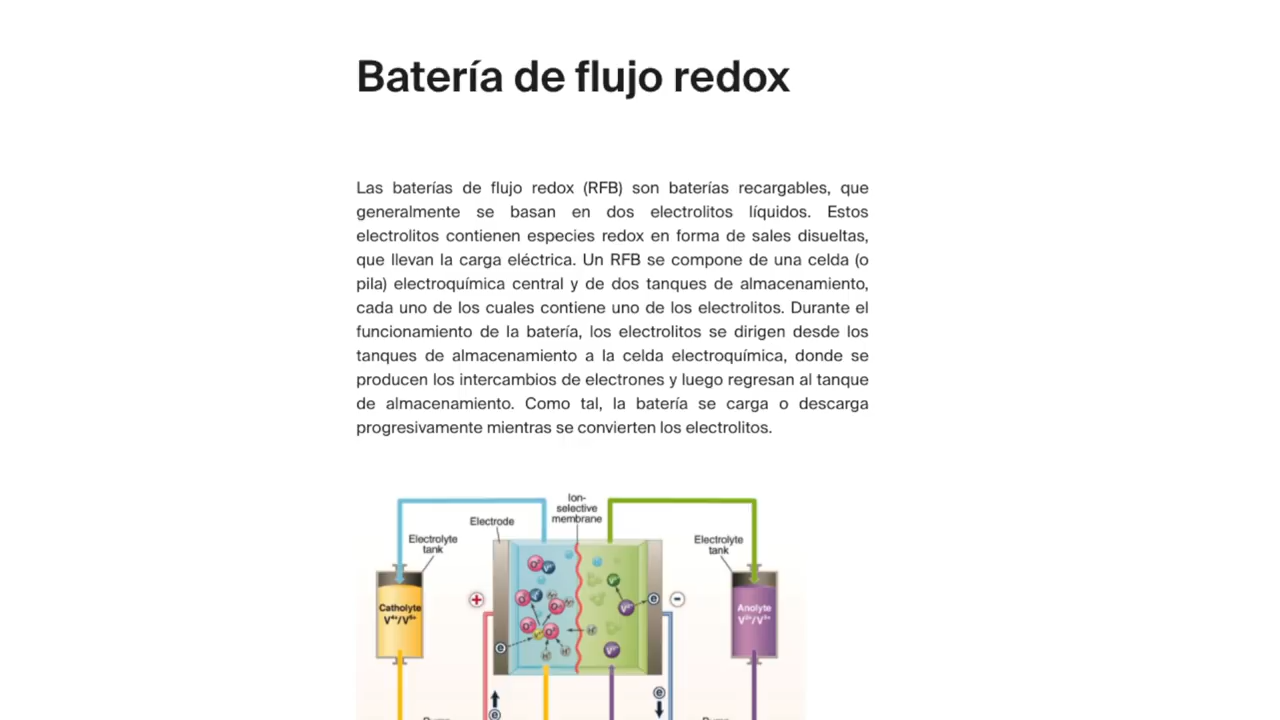 Batería de flujo redox
Las baterías de flujo redox (RFB) son baterías recargables, que
generalmente se basan en dos electrolitos líquidos. Estos
electrolitos contienen especies redox en forma de sales disueltas,
que llevan la carga eléctrica. Un RFB se compone de una celda (o
pila) electroquímica central y de dos tanques de almacenamiento,
cada uno de los cuales contiene uno de los electrolitos. Durante el
funcionamiento de la batería, los electrolitos se dirigen desde los
tanques de almacenamiento a la celda electroquímica, donde se
producen los intercambios de electrones y luego regresan al tanque
de almacenamiento. Como tal, la batería se carga o descarga
progresivamente mientras se convierten los electrolitos.
Ion-
selective
membrane
Electrode
Electrolyte
tank
Electrolyte
tank
Catholyte
Anolyte
+
-
e
e
e
e